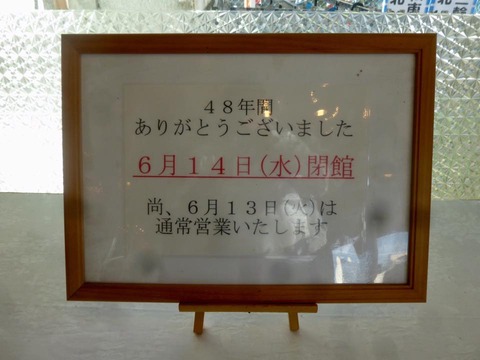 ４８年間
ありがとうございました
６月１４日（水）閉館
尚、６月１３日（火）は
通常営業いたします